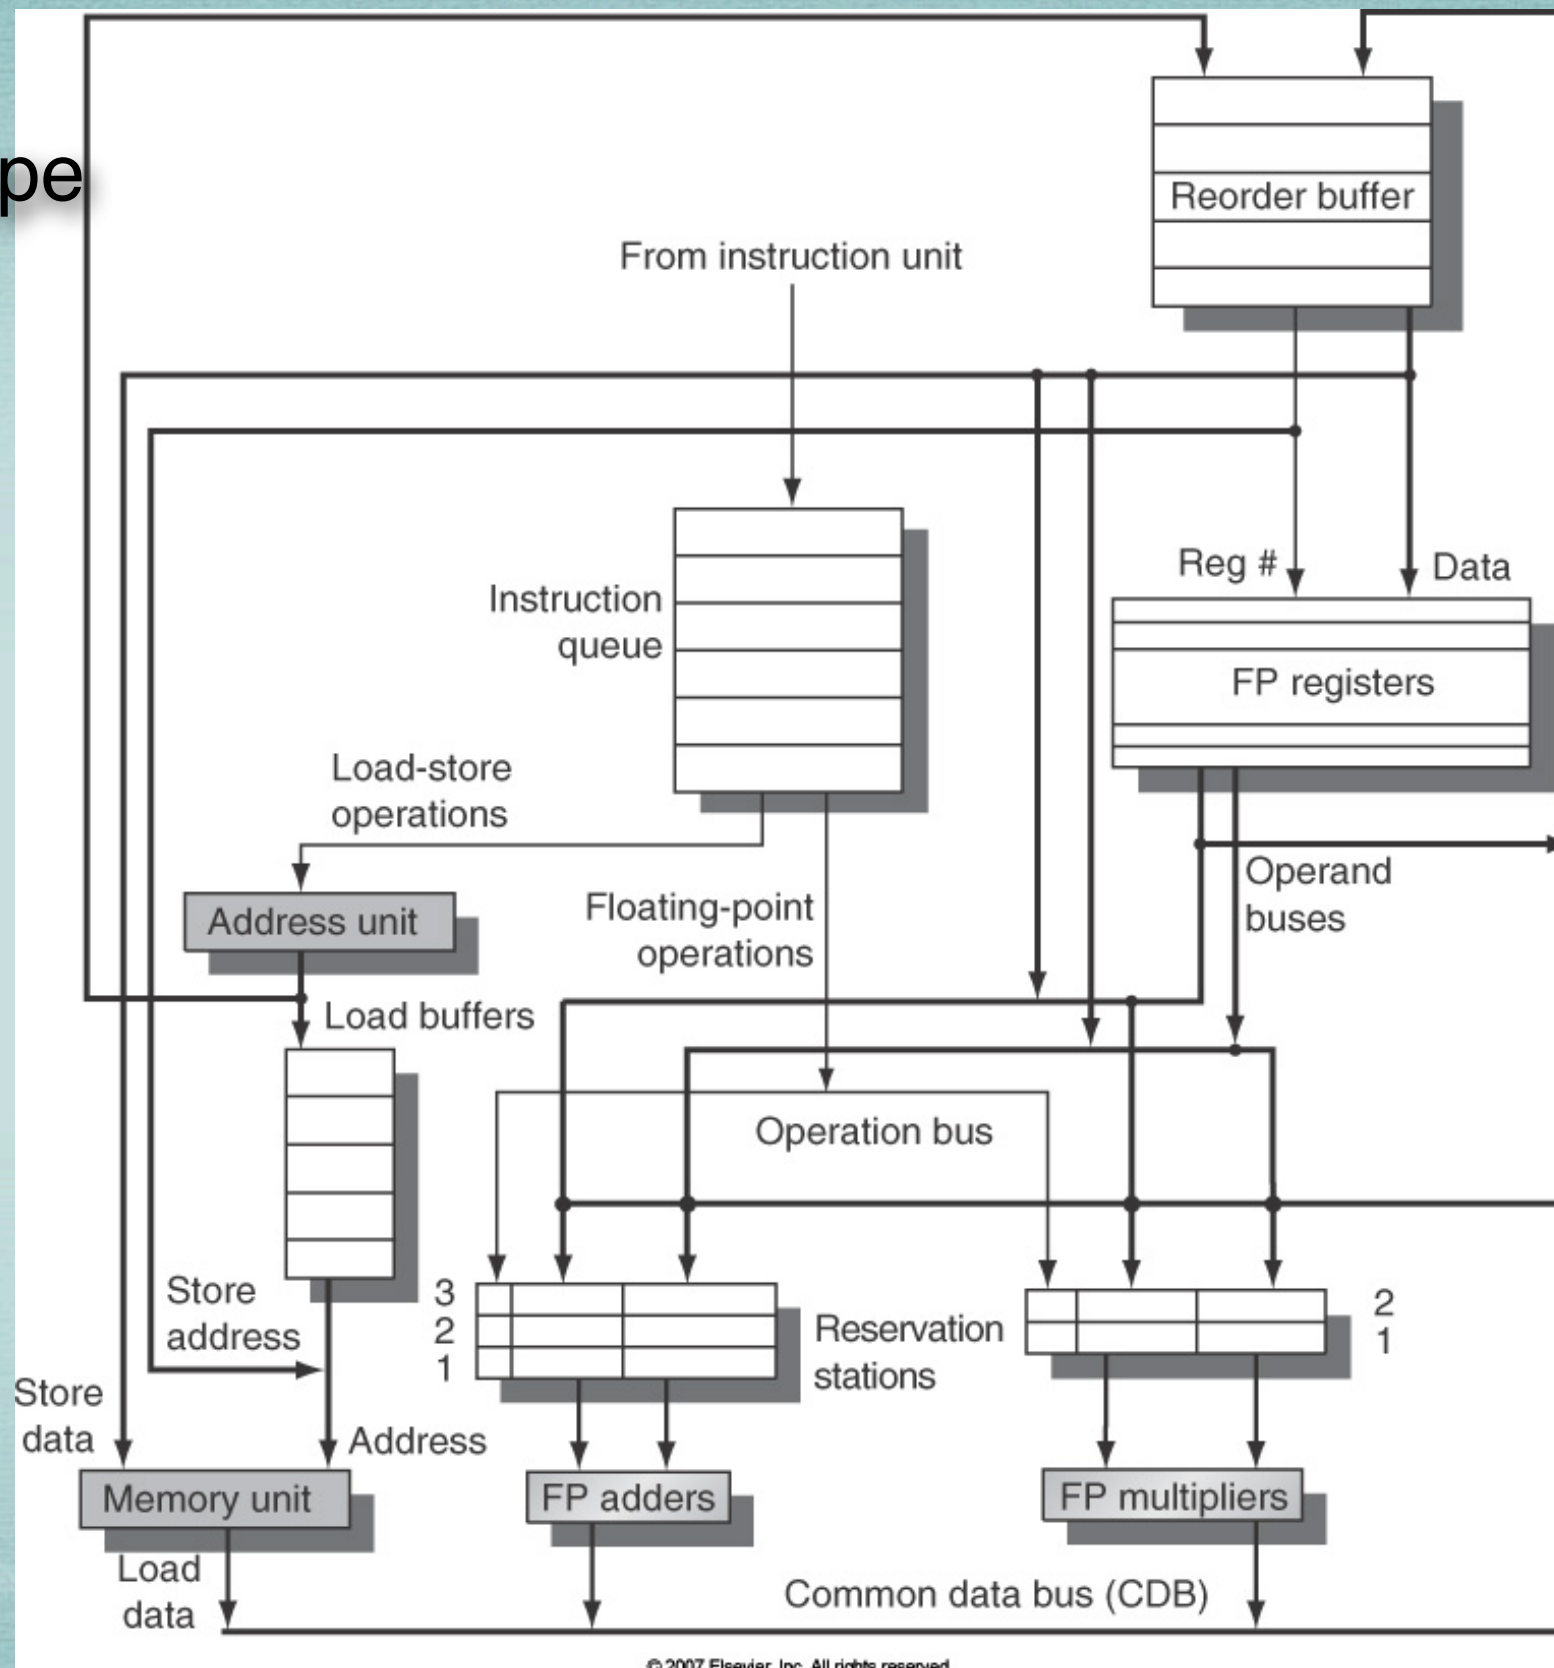 pe
Reorder buffer
From instruction unit
Reg #
Data
Instruction
queue
FP registers
Load-store
operations
Operand
buses
Address unit
Floating-point
operations
Load buffers
Operation bus
Store
address
3
2
1
Reservation
stations
2
1
Store
data
Address
Memory unit
FP adders
FP multipliers
Load
data
Common data bus (CDB)
© 2007 Elsevier, Inc. All rights reserved.